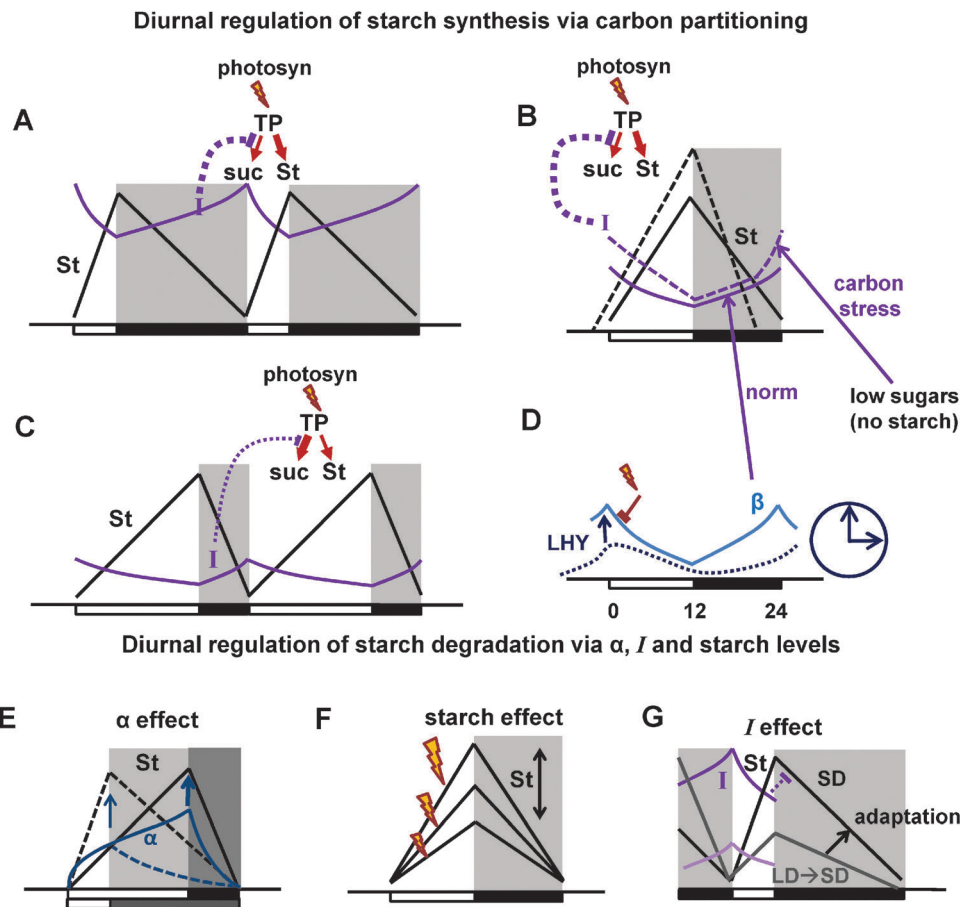 Diurnal regulation of starch synthesis via carbon partitioning
A
photosyn
TP
suc St
I
St
B
photosyn
TP
suc St
I
St
carbon
stress
norm
low sugars
(no starch)
C
photosyn
TP
suc St
St
I
D
β
LHY
0 12 24
Diurnal regulation of starch degradation via α, I and starch levels
E
α effect
St
α
F
starch effect
St
G
I effect
I
St
SD
adaptation
LD→SD